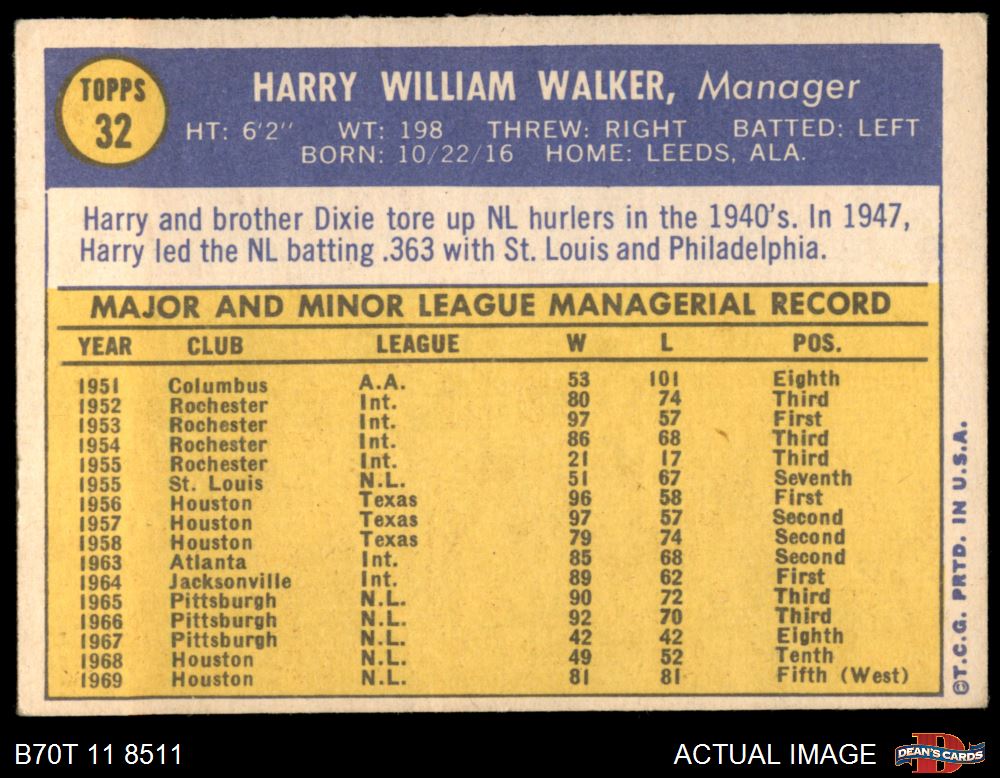 TOPPS
32
HARRY WILLIAM WALKER, Manager
HT: 6'2" WT: 198 THREW: RIGHT BATTED: LEFT
BORN: 10/22/16 HOME: LEEDS, ALA.
Harry and brother Dixie tore up NL hurlers in the 1940's. In 1947,
Harry led the NL batting .363 with St. Louis and Philadelphia.
MAJOR AND MINOR LEAGUE MANAGERIAL RECORD
YEAR CLUB LEAGUE W L POS.
1951 Columbus A.A. 53 101 Eighth
1952 Rochester Int. 80 74 Third
1953 Rochester Int. 97 57 First
1954 Rochester Int. 86 68 Third
1955 Rochester Int. 21 17 Third
1955 St. Louis N.L. 51 67 Seventh
1956 Houston Texas 96 58 First
1957 Houston Texas 97 57 Second
1958 Houston Texas 79 74 Second
1963 Atlanta Int. 85 68 Second
1964 Jacksonville Int. 89 62 First
1965 Pittsburgh N.L. 90 72 Third
1966 Pittsburgh N.L. 92 70 Third
1967 Pittsburgh N.L. 42 42 Eighth
1968 Houston N.L. 49 52 Tenth
1969 Houston N.L. 81 81 Fifth (West)
©T.C.G. PRTD. IN U.S.A.
B70T 11 8511
ACTUAL IMAGE
DEAN'S CARDS